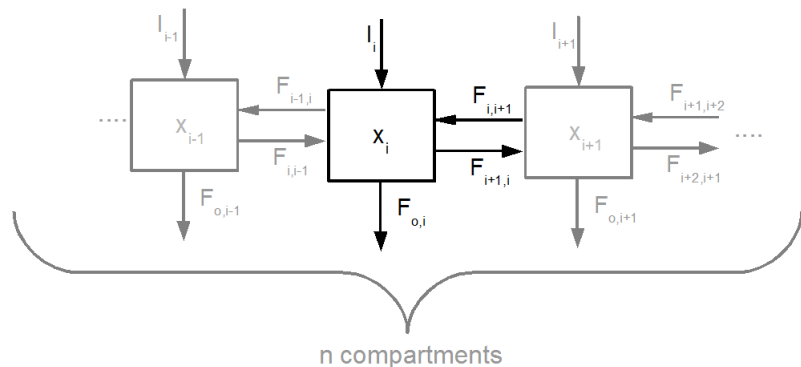 I_{i-1} I_i I_{i+1}
F_{i-1,i} F_{i,i+1} F_{i+1,i+2}
.... x_{i-1} x_i x_{i+1} ....
F_{i,i-1} F_{i+1,i} F_{i+2,i+1}
F_{o,i-1} F_{o,i} F_{o,i+1}
n compartments